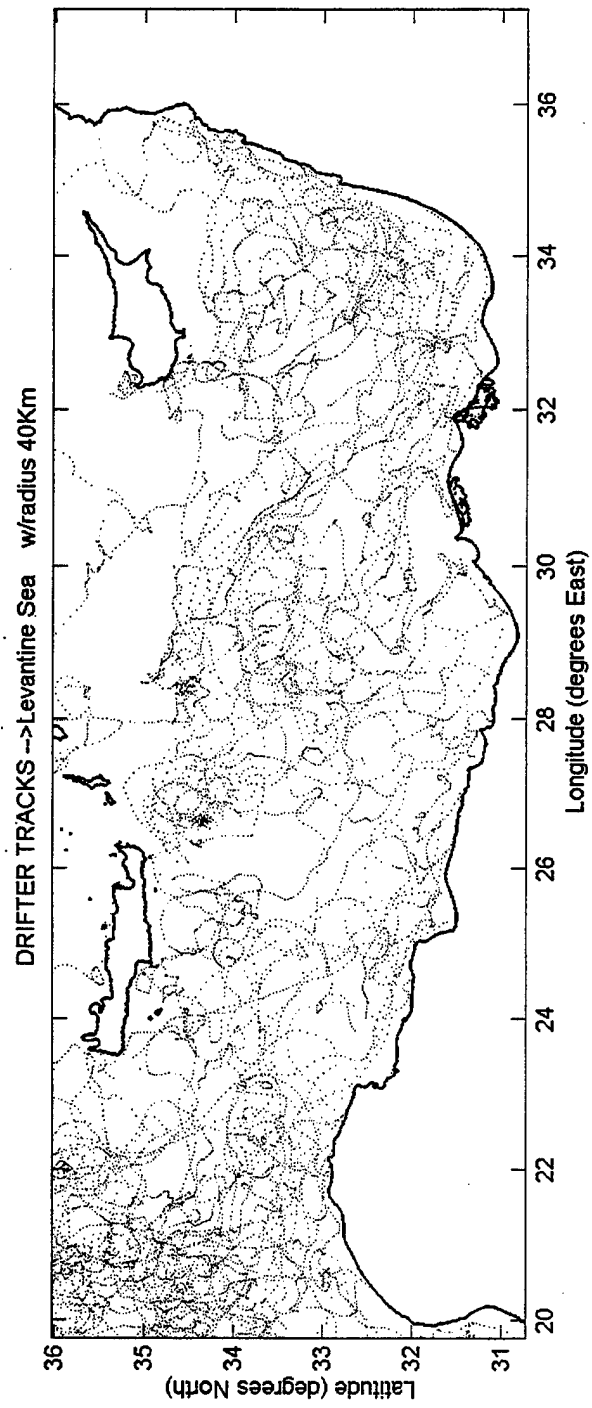 DRIFTER TRACKS -->Levantine Sea w/radius 40Km
36
35
34
33
32
31
Latitude (degrees North)
20 22 24 26 28 30 32 34 36
Longitude (degrees East)